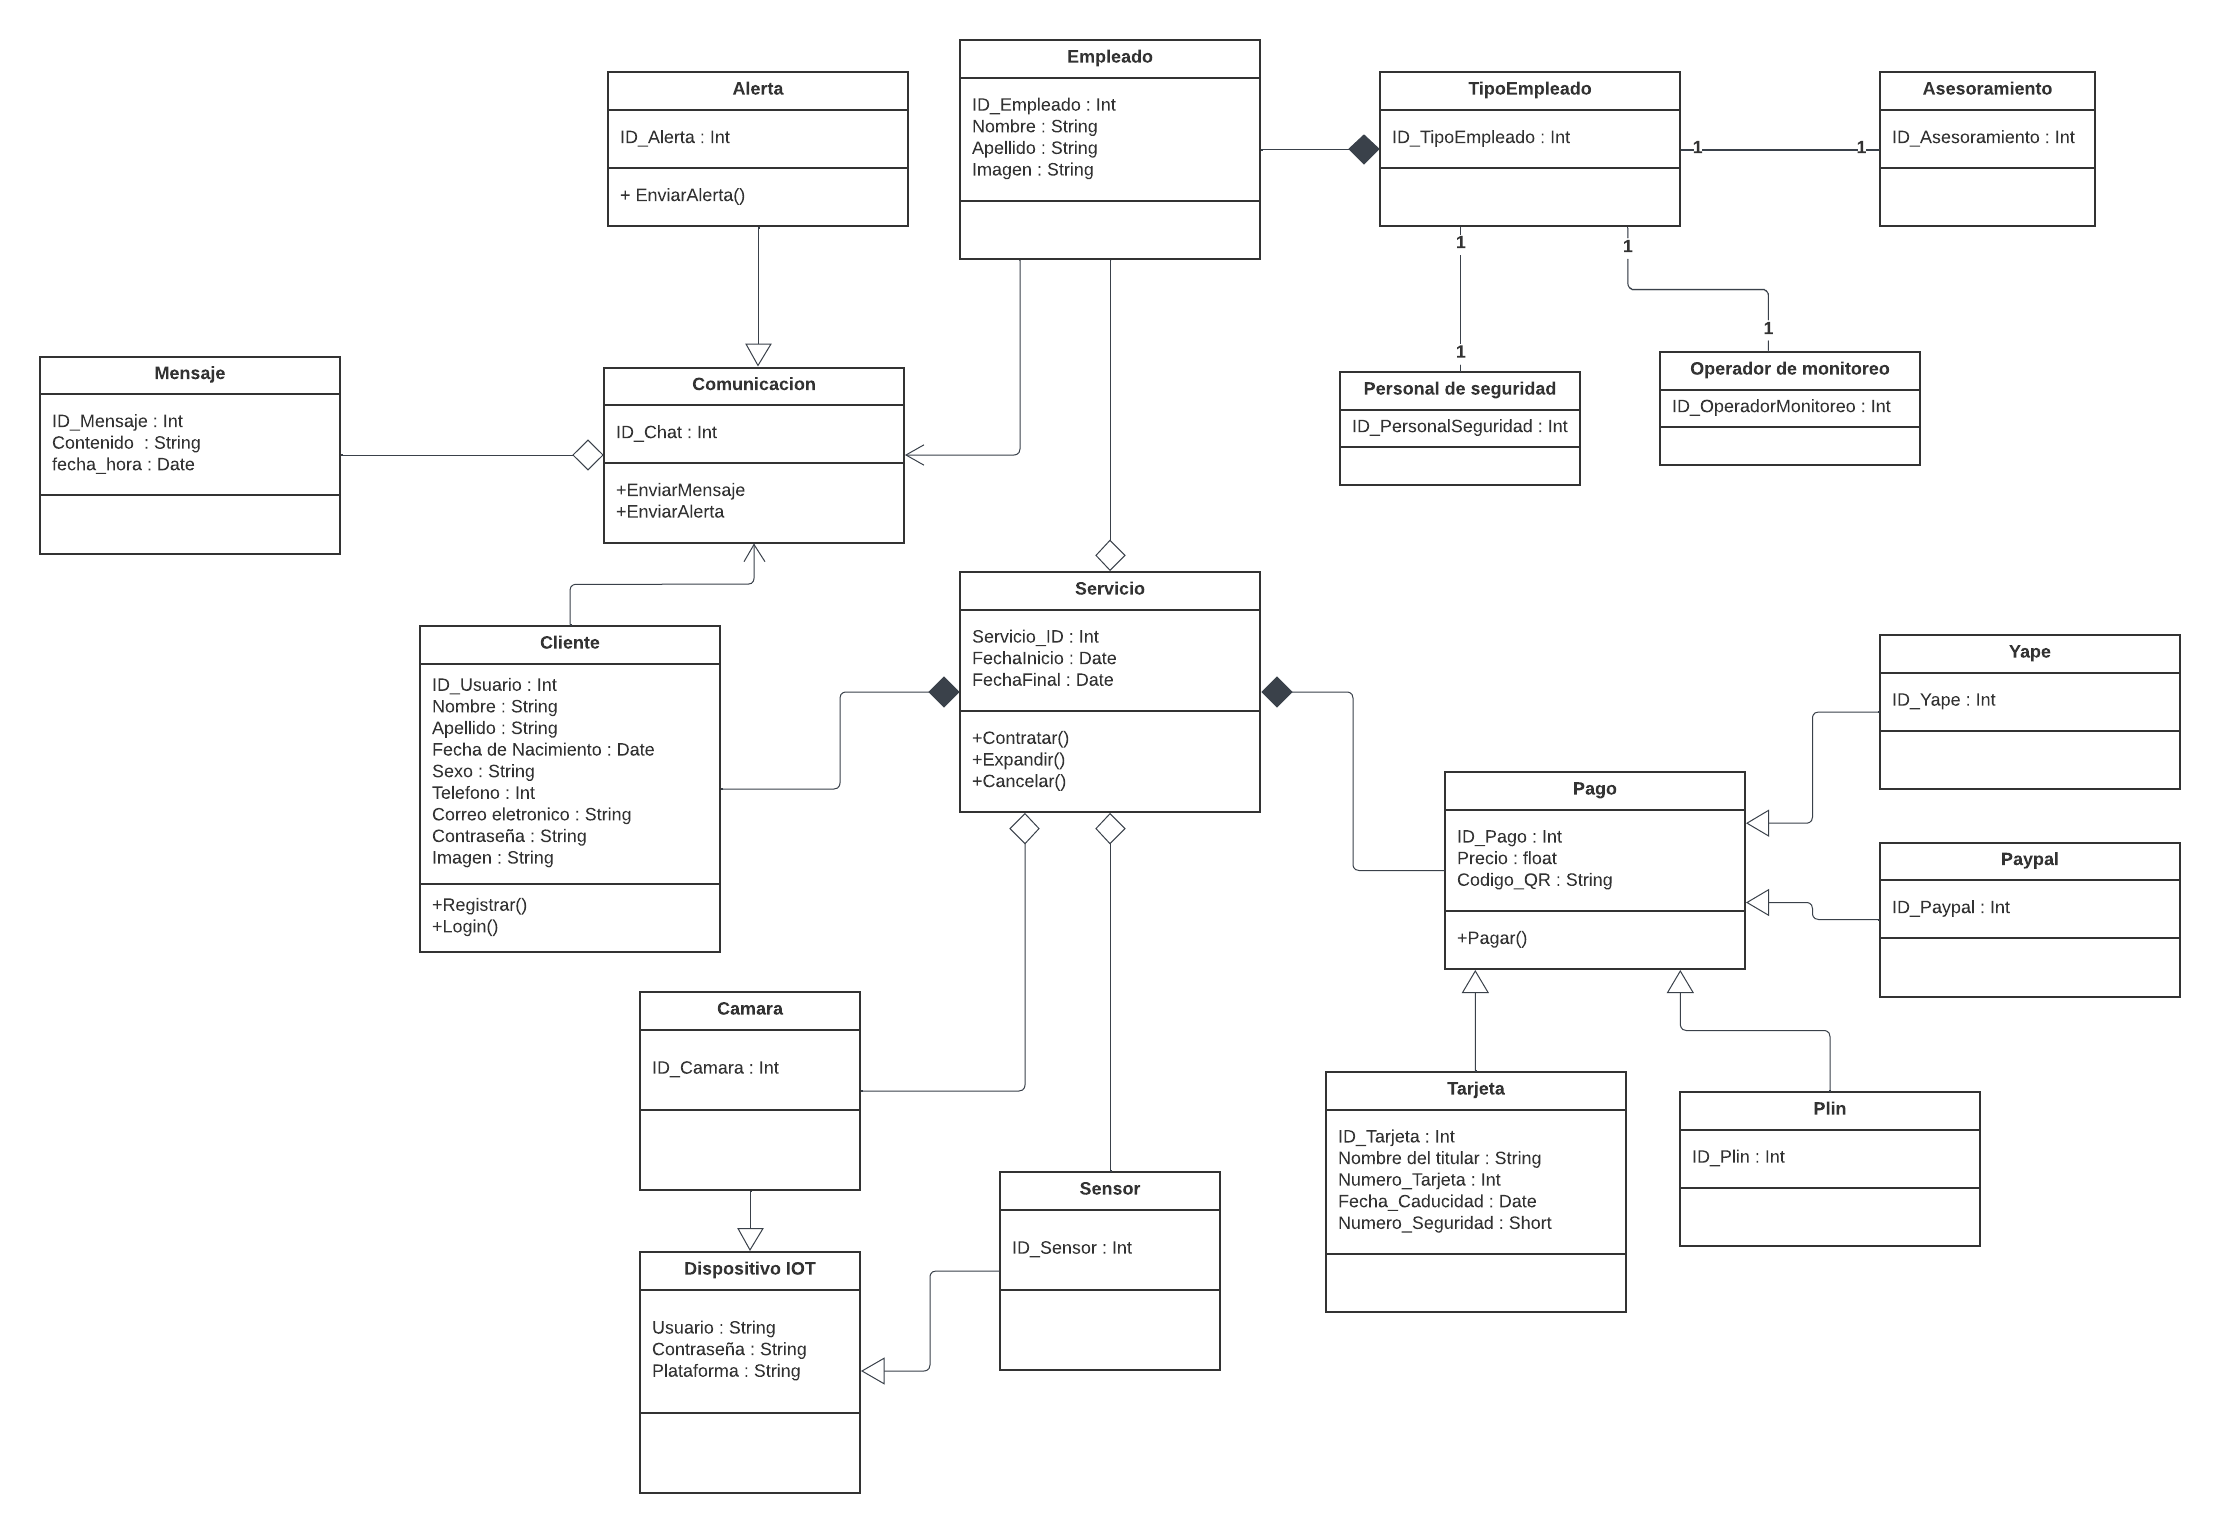 Empleado
ID_Empleado : Int
Nombre : String
Apellido : String
Imagen : String
Alerta
ID_Alerta : Int
+ EnviarAlerta()
TipoEmpleado
ID_TipoEmpleado : Int
1
1
Asesoramiento
ID_Asesoramiento : Int
1
1
1
1
Personal de seguridad
ID_PersonalSeguridad : Int
Operador de monitoreo
ID_OperadorMonitoreo : Int
Mensaje
ID_Mensaje : Int
Contenido  : String
fecha_hora : Date
Comunicacion
ID_Chat : Int
+EnviarMensaje
+EnviarAlerta
Servicio
Servicio_ID : Int
FechaInicio : Date
FechaFinal : Date
+Contratar()
+Expandir()
+Cancelar()
Cliente
ID_Usuario : Int
Nombre : String
Apellido : String
Fecha de Nacimiento : Date
Sexo : String
Telefono : Int
Correo eletronico : String
Contraseña : String
Imagen : String
+Registrar()
+Login()
Yape
ID_Yape : Int
Pago
ID_Pago : Int
Precio : float
Codigo_QR : String
+Pagar()
Paypal
ID_Paypal : Int
Camara
ID_Camara : Int
Tarjeta
ID_Tarjeta : Int
Nombre del titular : String
Numero_Tarjeta : Int
Fecha_Caducidad : Date
Numero_Seguridad : Short
Plin
ID_Plin : Int
Sensor
ID_Sensor : Int
Dispositivo IOT
Usuario : String
Contraseña : String
Plataforma : String